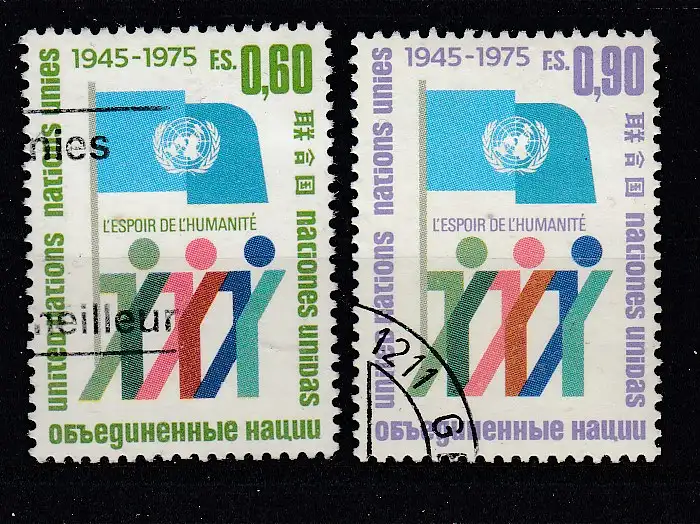 1945-1975 F.S. 0,60
united nations nations unies
联合国 naciones unidas
L'ESPOIR DE L'HUMANITÉ
объединенные нации
nies
meilleur
1945-1975 F.S. 0,90
united nations nations unies
联合国 naciones unidas
L'ESPOIR DE L'HUMANITÉ
объединенные нации
1211 G